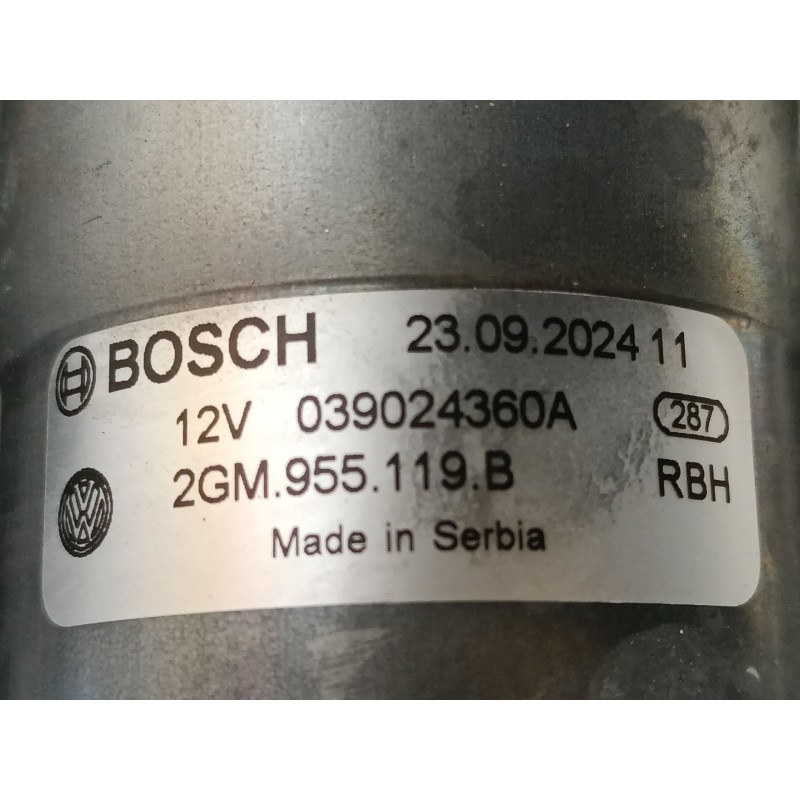 BOSCH 23.09.2024 11
12V 039024360A 287
2GM.955.119.B RBH
Made in Serbia